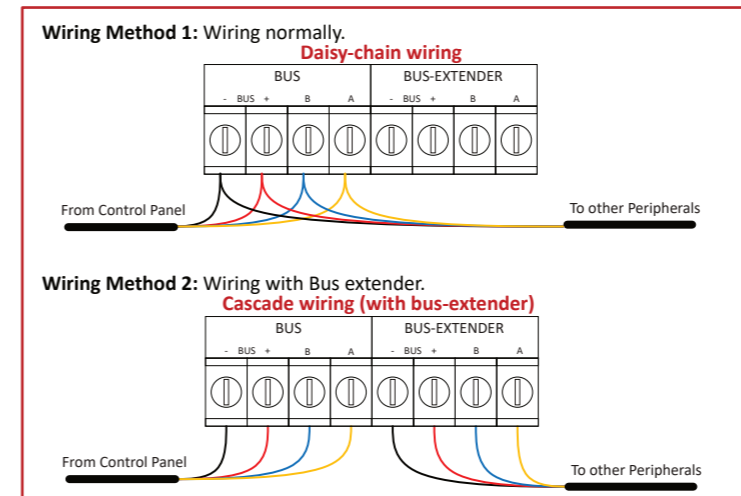 Wiring Method 1: Wiring normally.
Daisy-chain wiring
BUS BUS-EXTENDER
- BUS + B A - BUS + B A
From Control Panel To other Peripherals
Wiring Method 2: Wiring with Bus extender.
Cascade wiring (with bus-extender)
BUS BUS-EXTENDER
- BUS + B A - BUS + B A
From Control Panel To other Peripherals